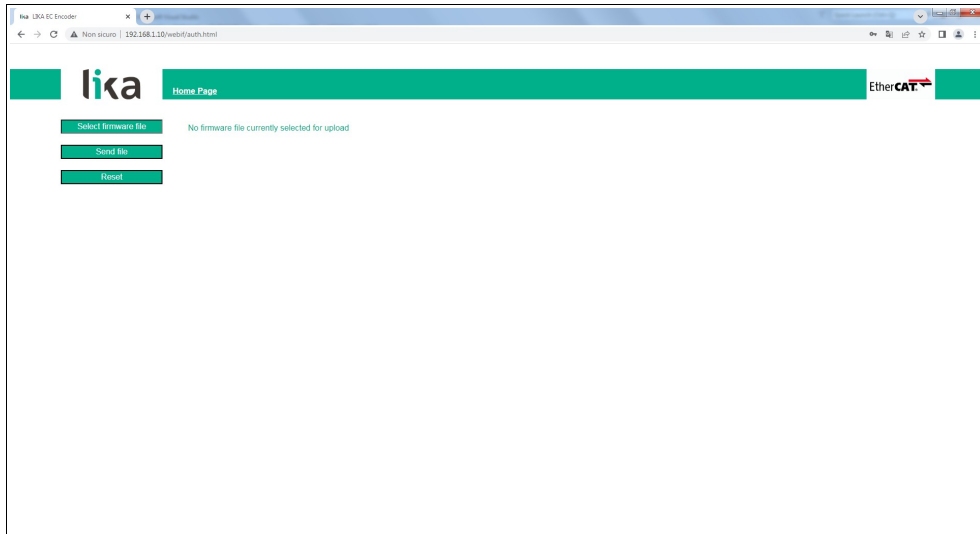 lika LIKA EC Encoder
Non sicuro | 192.168.1.10/webif/auth.html
lika
Home Page
EtherCAT.
Select firmware file
No firmware file currently selected for upload
Send file
Reset